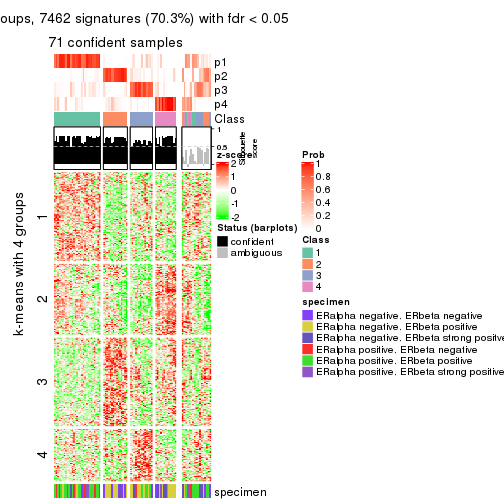 oups, 7462 signatures (70.3%) with fdr < 0.05
71 confident samples
p1
p2
p3
p4
Class
1
0.5
0
Silhouette
score
z-score
2
1
0
-1
-2
Status (barplots)
confident
ambiguous
Prob
1
0.8
0.6
0.4
0.2
0
Class
1
2
3
4
specimen
ERalpha negative. ERbeta negative
ERalpha negative. ERbeta positive
ERalpha negative. ERbeta strong positive
ERalpha positive. ERbeta negative
ERalpha positive. ERbeta positive
ERalpha positive. ERbeta strong positive
k-means with 4 groups
1
2
3
4
specimen